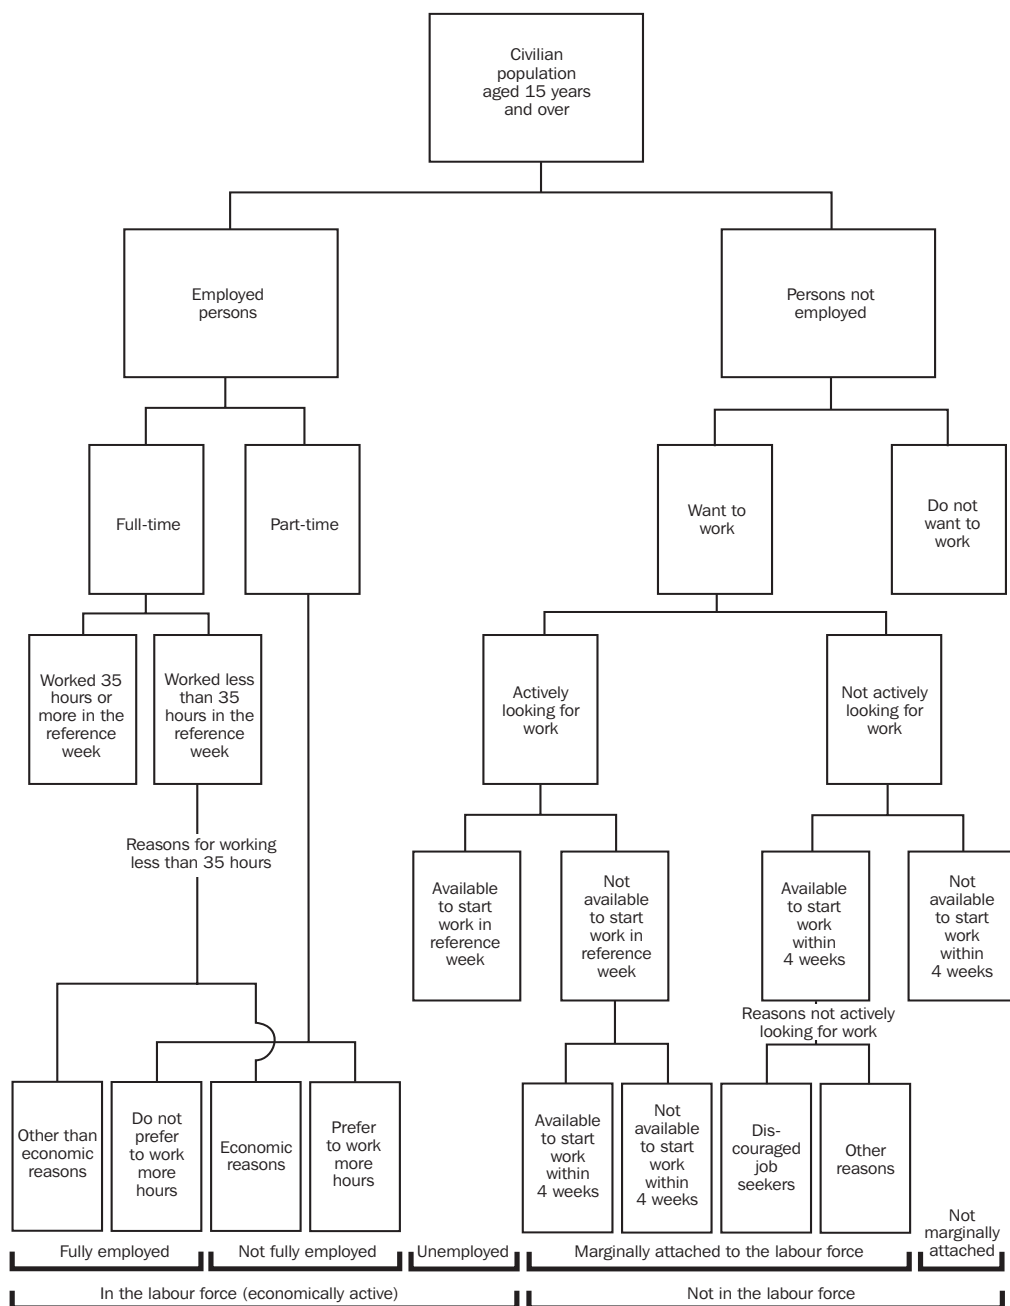 Civilian
population
aged 15 years
and over
Employed
persons
Persons not
employed
Full-time
Part-time
Want to
work
Do not
want to
work
Worked 35
hours or
more in the
reference
week
Worked less
than 35
hours in the
reference
week
Actively
looking for
work
Not actively
looking for
work
Reasons for working
less than 35 hours
Available
to start
work in
reference
week
Not
available
to start
work in
reference
week
Available
to start
work
within
4 weeks
Not
available
to start
work
within
4 weeks
Reasons not actively
looking for work
Other than
economic
reasons
Do not
prefer
to work
more
hours
Economic
reasons
Prefer
to work
more
hours
Available
to start
work
within
4 weeks
Not
available
to start
work
within
4 weeks
Dis-
couraged
job
seekers
Other
reasons
Fully employed
Not fully employed
Unemployed
Marginally attached to the labour force
Not
marginally
attached
In the labour force (economically active)
Not in the labour force